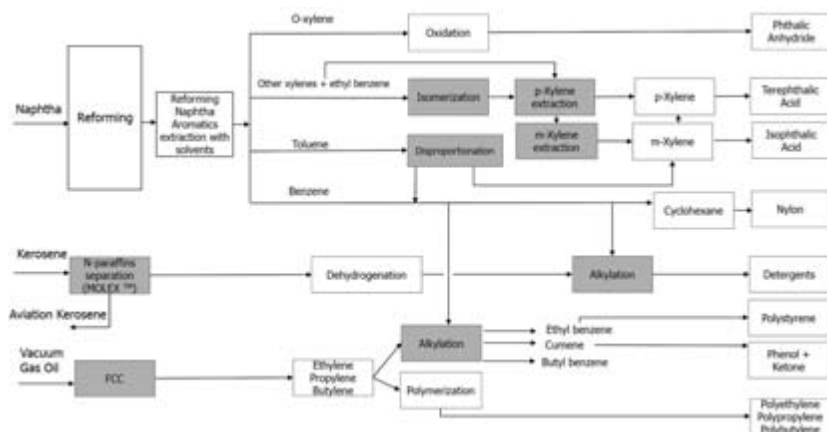 O-xylene
Oxidation
Phthalic
Anhydride
Other xylenes + ethyl benzene
Isomerization
p-Xylene
extraction
p-Xylene
Terephthalic
Acid
Naphtha
Reforming
Reforming
Naphtha
Aromatics
extraction with
solvents
Toluene
Disproportionation
m-Xylene
extraction
m-Xylene
Isophthalic
Acid
Benzene
Cyclohexane
Nylon
Kerosene
N-paraffins
separation
(MOLEX ™)
Dehydrogenation
Alkylation
Detergents
Aviation Kerosene
Alkylation
Ethyl benzene
Cumene
Butyl benzene
Polystyrene
Phenol +
Ketone
Vacuum
Gas Oil
FCC
Ethylene
Propylene
Butylene
Polymerization
Polyethylene
Polypropylene
Polybutylene